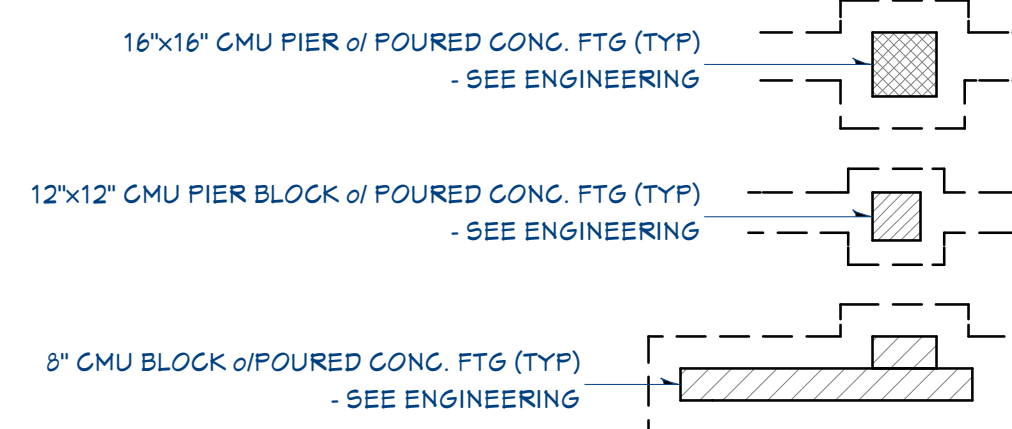 16"x16" CMU PIER o/ POURED CONC. FTG (TYP)
- SEE ENGINEERING
12"x12" CMU PIER BLOCK o/ POURED CONC. FTG (TYP)
- SEE ENGINEERING
8" CMU BLOCK o/POURED CONC. FTG (TYP)
- SEE ENGINEERING